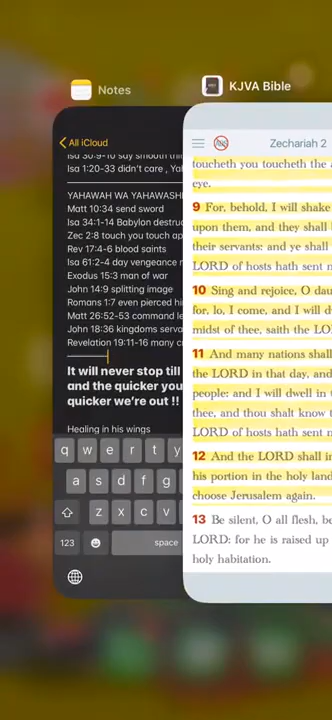 Notes
KJVA Bible
All iCloud
Isa 30:9-10 say smooth thin
Isa 1:20-33 didn't care , Yah
YAHAWAH WA YAHAWASHI
Matt 10:34 send sword
Isa 34:1-14 Babylon destruc
Zec 2:8 touch you touch ap
Rev 17:4-6 blood saints
Isa 61:2-4 day vengeance r
Exodus 15:3 man of war
John 14:9 splitting image
Romans 1:7 even pierced hi
Matt 26:52-53 command le
John 18:36 kingdoms serva
Revelation 19:11-16 many c
It will never stop till
and the quicker you
quicker we're out !!
Healing in his wings
q w e r t y
a s d f g
z x c v
123 space
Zechariah 2
toucheth you toucheth the a
eye.
9 For, behold, I will shake
upon them, and they shall
their servants: and ye shall
LORD of hosts hath sent m
10 Sing and rejoice, O dau
for, lo, I come, and I will d
midst of thee, saith the LO
11 And many nations shall
the LORD in that day, and
people: and I will dwell in
thee, and thou shalt know t
LORD of hosts hath sent m
12 And the LORD shall in
his portion in the holy land
choose Jerusalem again.
13 Be silent, O all flesh, be
LORD: for he is raised up
holy habitation.